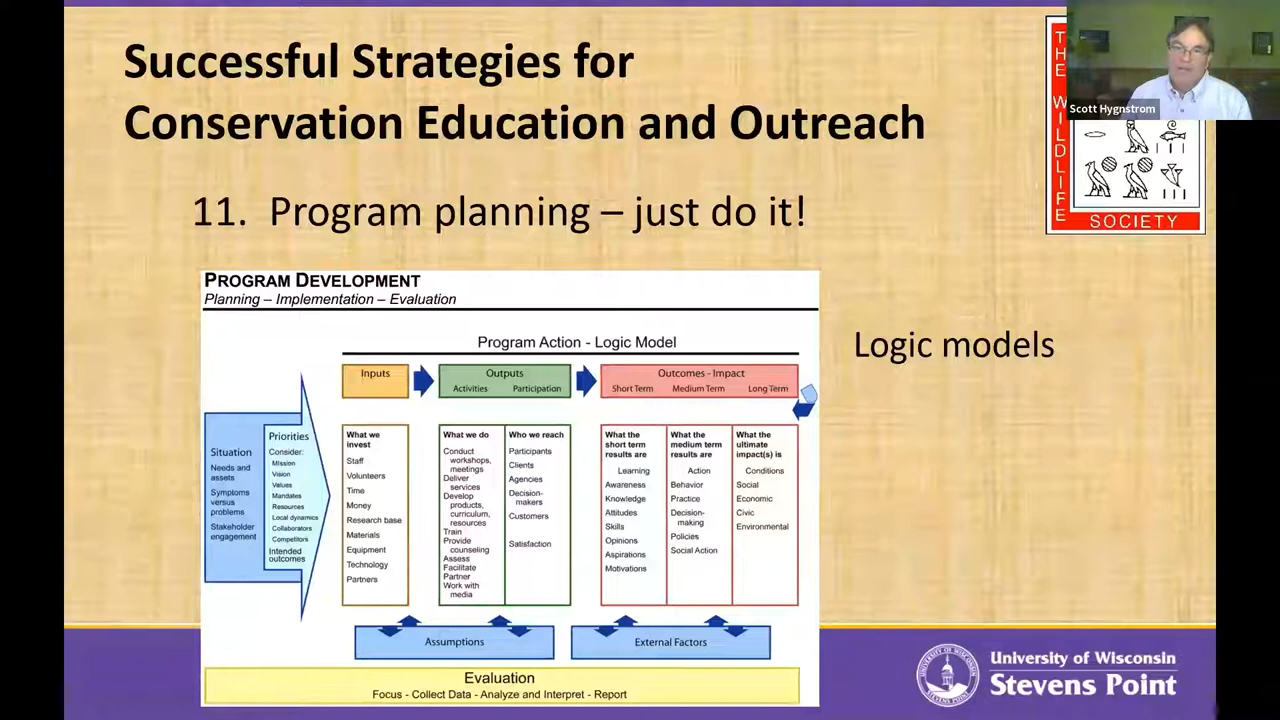 Successful Strategies for
Conservation Education and Outreach
11. Program planning – just do it!
THE WILDLIFE
SOCIETY
Scott Hygnstrom
PROGRAM DEVELOPMENT
Planning – Implementation – Evaluation
Program Action - Logic Model
Logic models
Inputs
Outputs
Activities Participation
Outcomes - Impact
Short Term Medium Term Long Term
Situation
Needs and
assets
Symptoms
versus
problems
Stakeholder
engagement
Priorities
Consider:
Mission
Vision
Values
Mandates
Resources
Local dynamics
Collaborators
Competitors
Intended
outcomes
What we
invest
Staff
Volunteers
Time
Money
Research base
Materials
Equipment
Technology
Partners
What we do
Conduct
workshops,
meetings
Deliver
services
Develop
products,
curriculum,
resources
Train
Provide
counseling
Assess
Facilitate
Partner
Work with
media
Who we reach
Participants
Clients
Agencies
Decision-
makers
Customers
Satisfaction
What the
short term
results are
Learning
Awareness
Knowledge
Attitudes
Skills
Opinions
Aspirations
Motivations
What the
medium term
results are
Action
Behavior
Practice
Decision-
making
Policies
Social Action
What the
ultimate
impact(s) is
Conditions
Social
Economic
Civic
Environmental
Assumptions
External Factors
Evaluation
Focus - Collect Data - Analyze and Interpret - Report
University of Wisconsin
Stevens Point